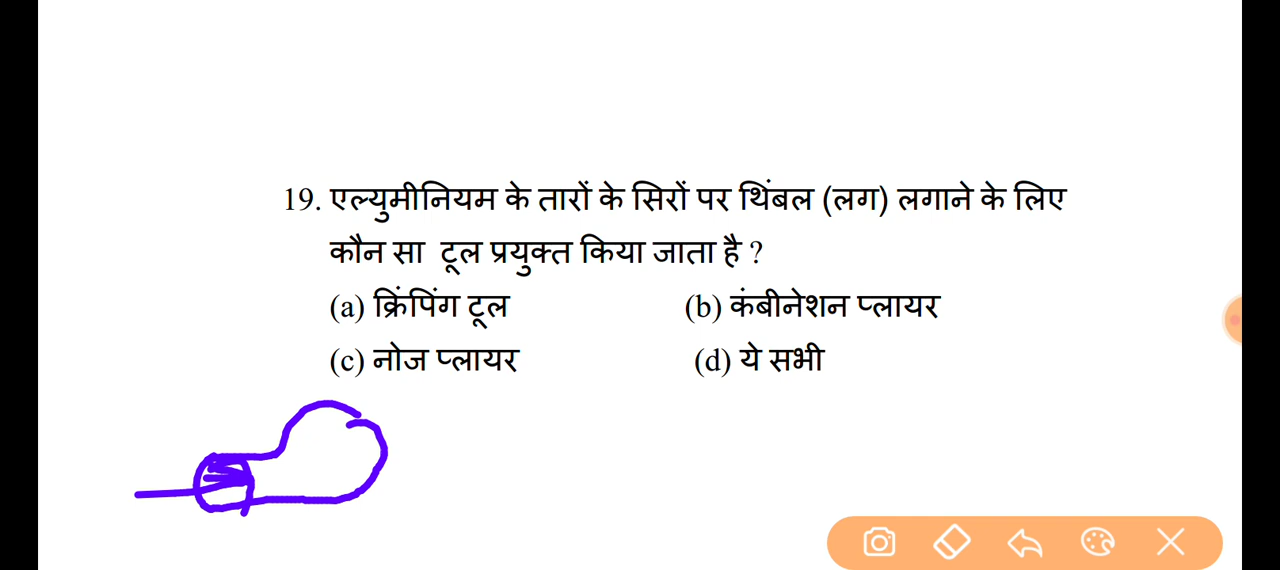 19. एल्युमीनियम के तारों के सिरों पर थिंबल (लग) लगाने के लिए
कौन सा टूल प्रयुक्त किया जाता है ?
(a) क्रिंपिंग टूल (b) कंबीनेशन प्लायर
(c) नोज प्लायर (d) ये सभी